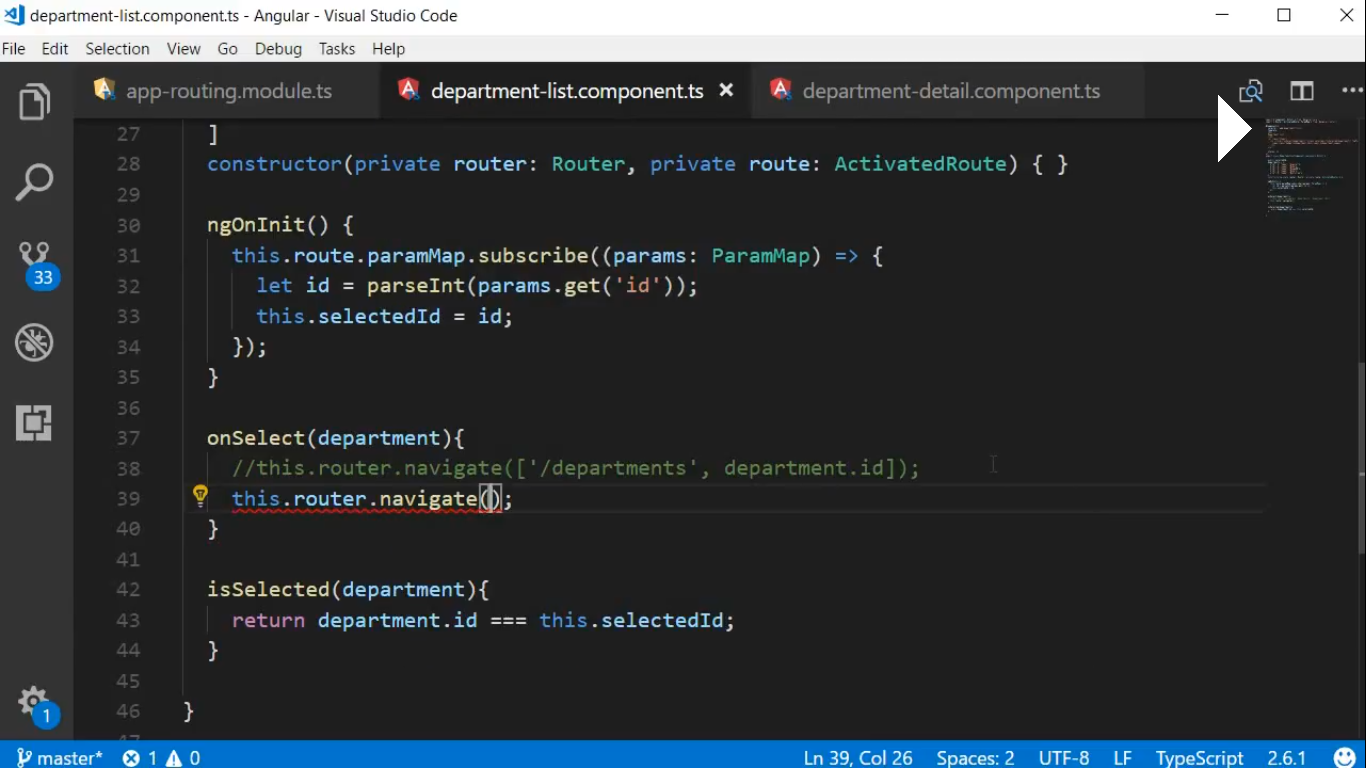 department-list.component.ts - Angular - Visual Studio Code
File Edit Selection View Go Debug Tasks Help
app-routing.module.ts department-list.component.ts department-detail.component.ts
27 ]
28 constructor(private router: Router, private route: ActivatedRoute) { }
29
30 ngOnInit() {
31 this.route.paramMap.subscribe((params: ParamMap) => {
32 let id = parseInt(params.get('id'));
33 this.selectedId = id;
34 });
35 }
36
37 onSelect(department){
38 //this.router.navigate(['/departments', department.id]);
39 this.router.navigate();
40 }
41
42 isSelected(department){
43 return department.id === this.selectedId;
44 }
45
46 }
33
1
master* 1 0 Ln 39, Col 26 Spaces: 2 UTF-8 LF TypeScript 2.6.1